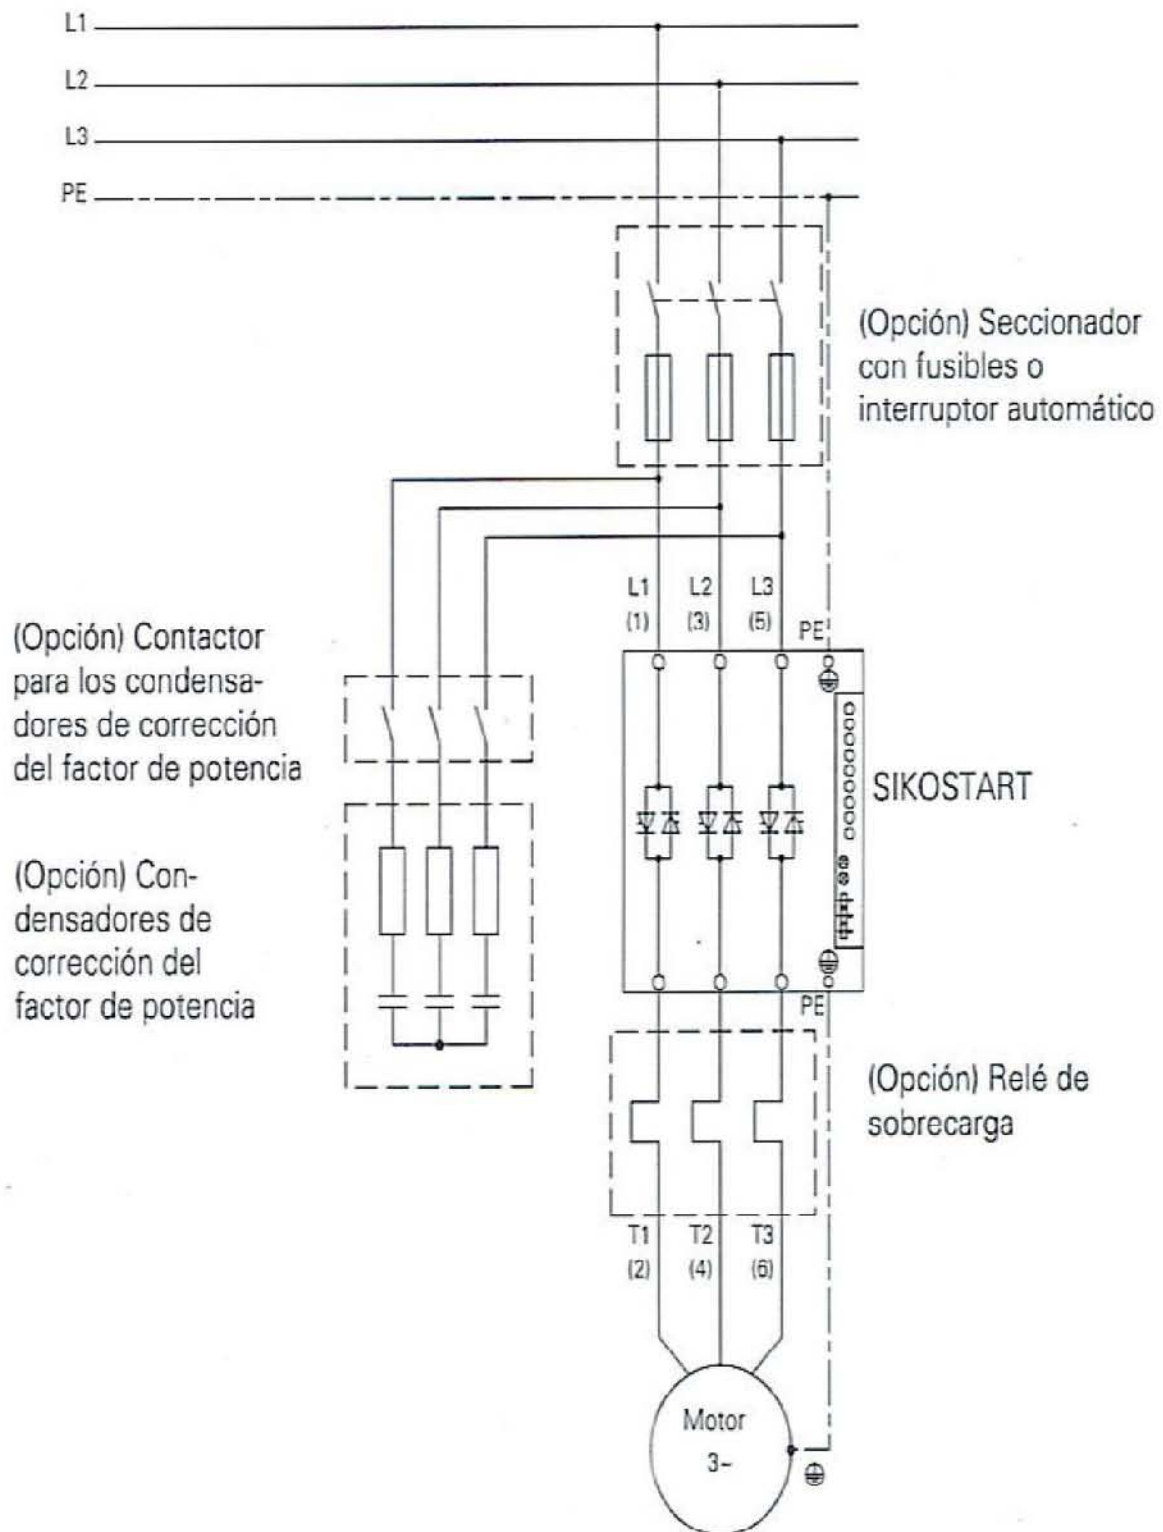 L1
L2
L3
PE
(Opción) Seccionador
con fusibles o
interruptor automático
L1 L2 L3
(1) (3) (5)
PE
(Opción) Contactor
para los condensa-
dores de corrección
del factor de potencia
SIKOSTART
(Opción) Con-
densadores de
corrección del
factor de potencia
PE
(Opción) Relé de
sobrecarga
T1 T2 T3
(2) (4) (6)
Motor
3~